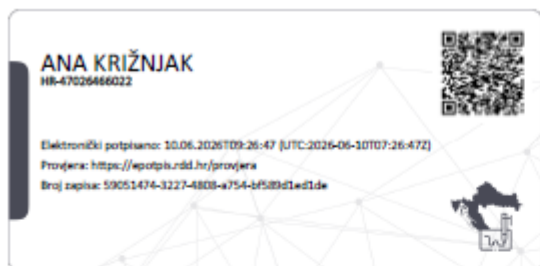 ANA KRIŽNJAK
HR-47026466022
Elektronički potpisano: 10.06.2026T09:26:47 (UTC:2026-06-10T07:26:47Z)
Provjera: https://epotpis.rdd.hr/provjera
Broj zapisa: 59051474-3227-4808-a754-bf589d1ed1de